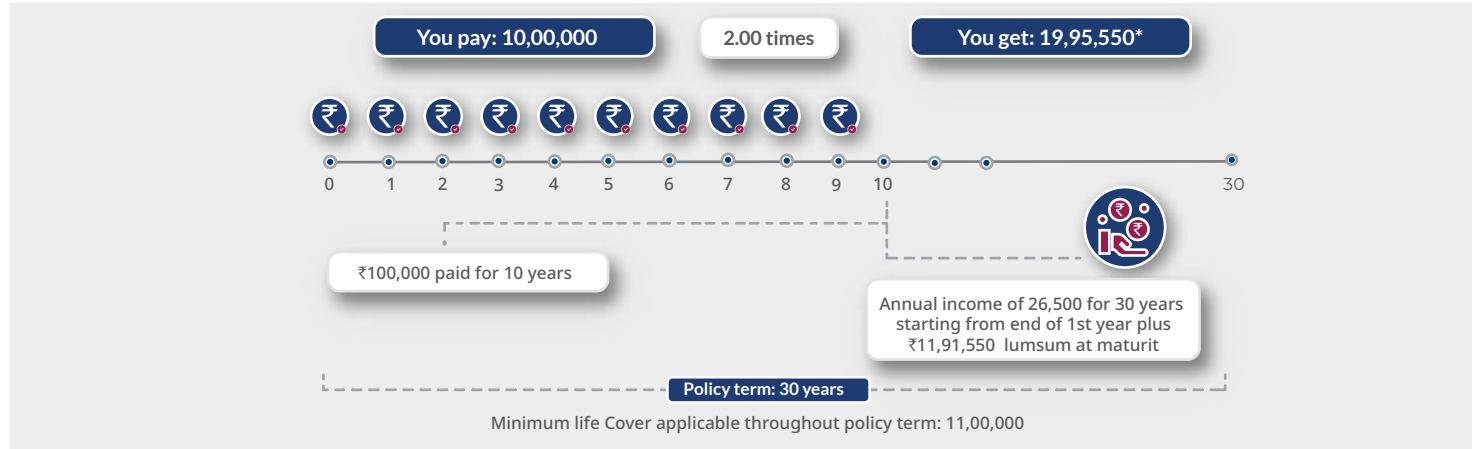 You pay: 10,00,000
2.00 times
You get: 19,95,550*
₹ ₹ ₹ ₹ ₹ ₹ ₹ ₹ ₹ ₹
0 1 2 3 4 5 6 7 8 9 10 30
₹ ₹
₹100,000 paid for 10 years
Annual income of 26,500 for 30 years
starting from end of 1st year plus
₹11,91,550 lumsum at maturit
Policy term: 30 years
Minimum life Cover applicable throughout policy term: 11,00,000